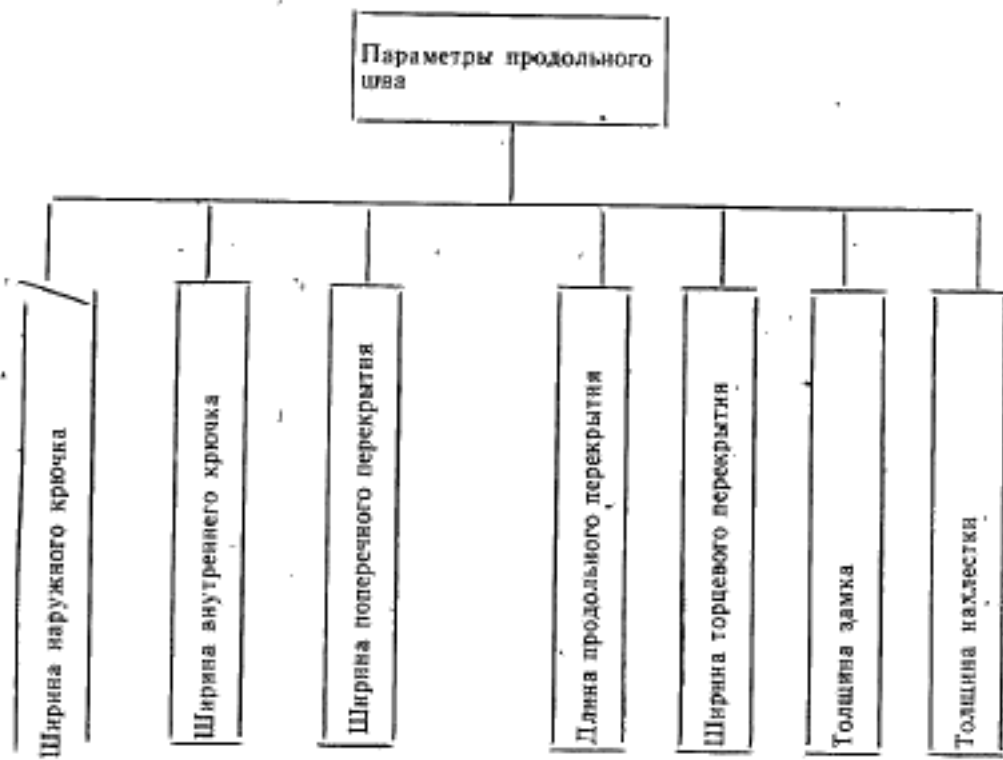 Параметры продольного
шва
Ширина наружного крючка
Ширина внутреннего крючка
Ширина поперечного перекрытия
Длина продольного перекрытия
Ширина торцевого перекрытия
Толщина замка
Толщина нахлестки